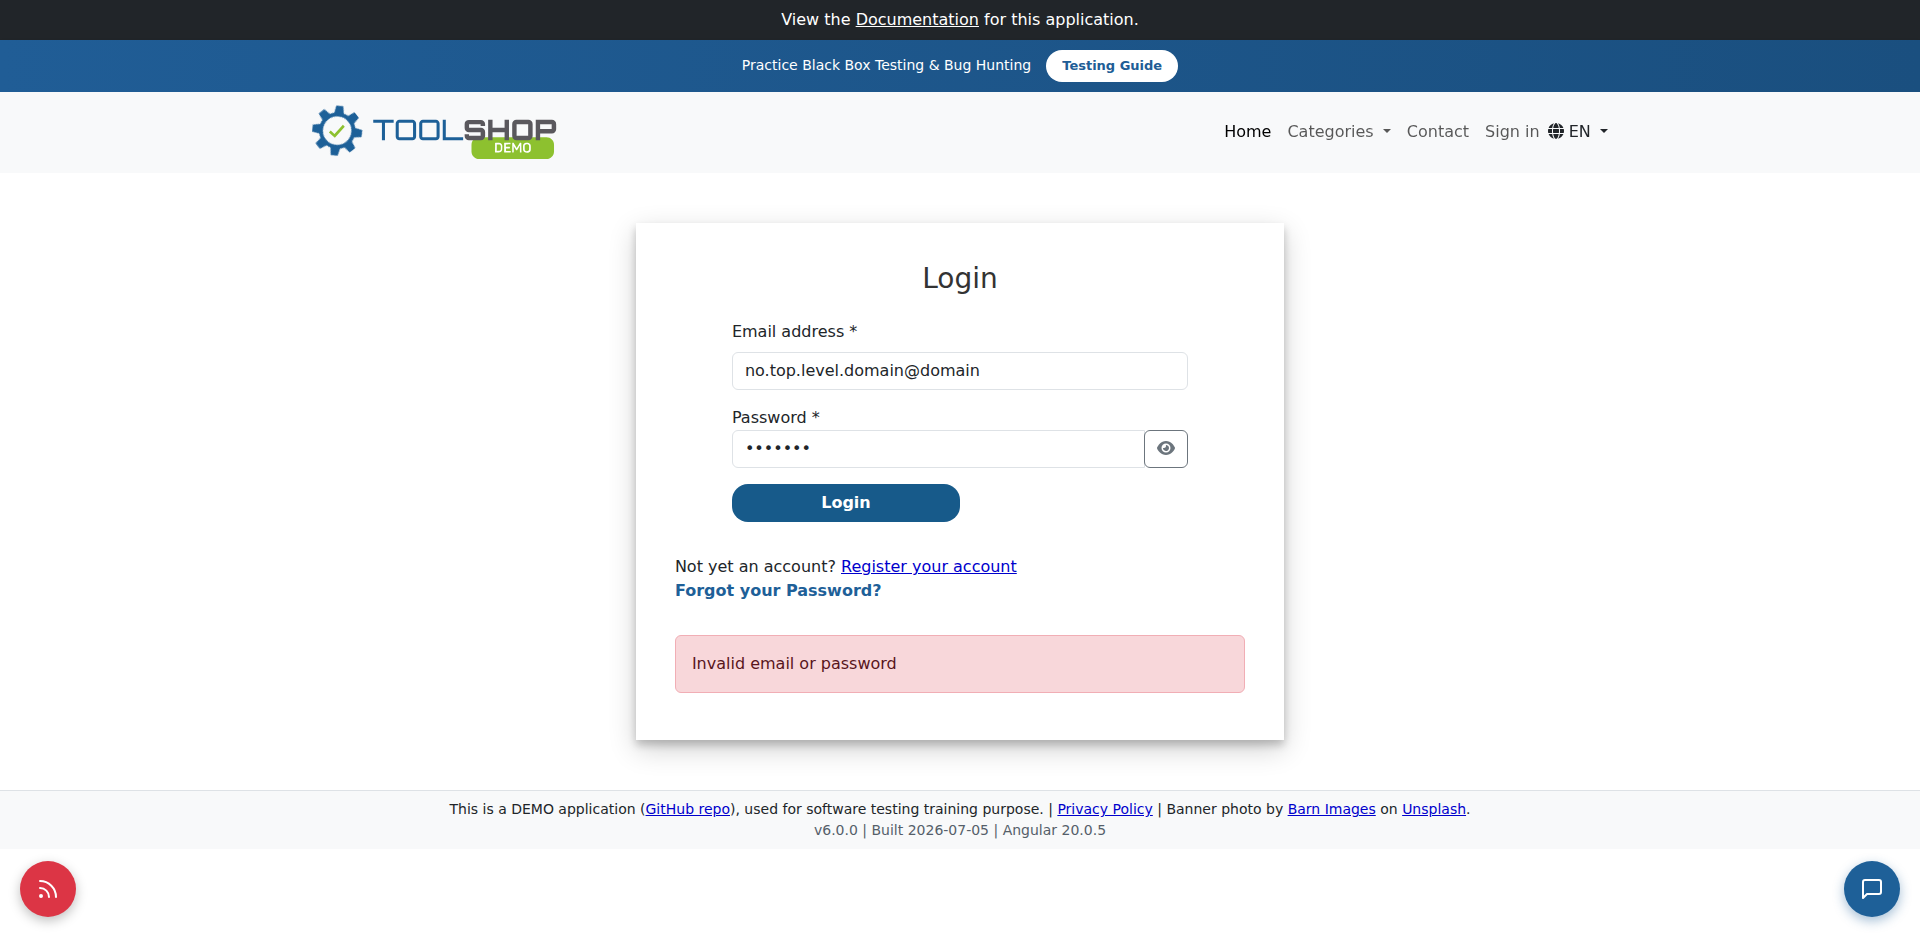 View the Documentation for this application.
Practice Black Box Testing & Bug Hunting Testing Guide
TOOLSHOP
DEMO
Home Categories Contact Sign in EN
Login
Email address *
no.top.level.domain@domain
Password *
•••••••
Login
Not yet an account? Register your account
Forgot your Password?
Invalid email or password
This is a DEMO application (GitHub repo), used for software testing training purpose. | Privacy Policy | Banner photo by Barn Images on Unsplash.
v6.0.0 | Built 2026-07-05 | Angular 20.0.5